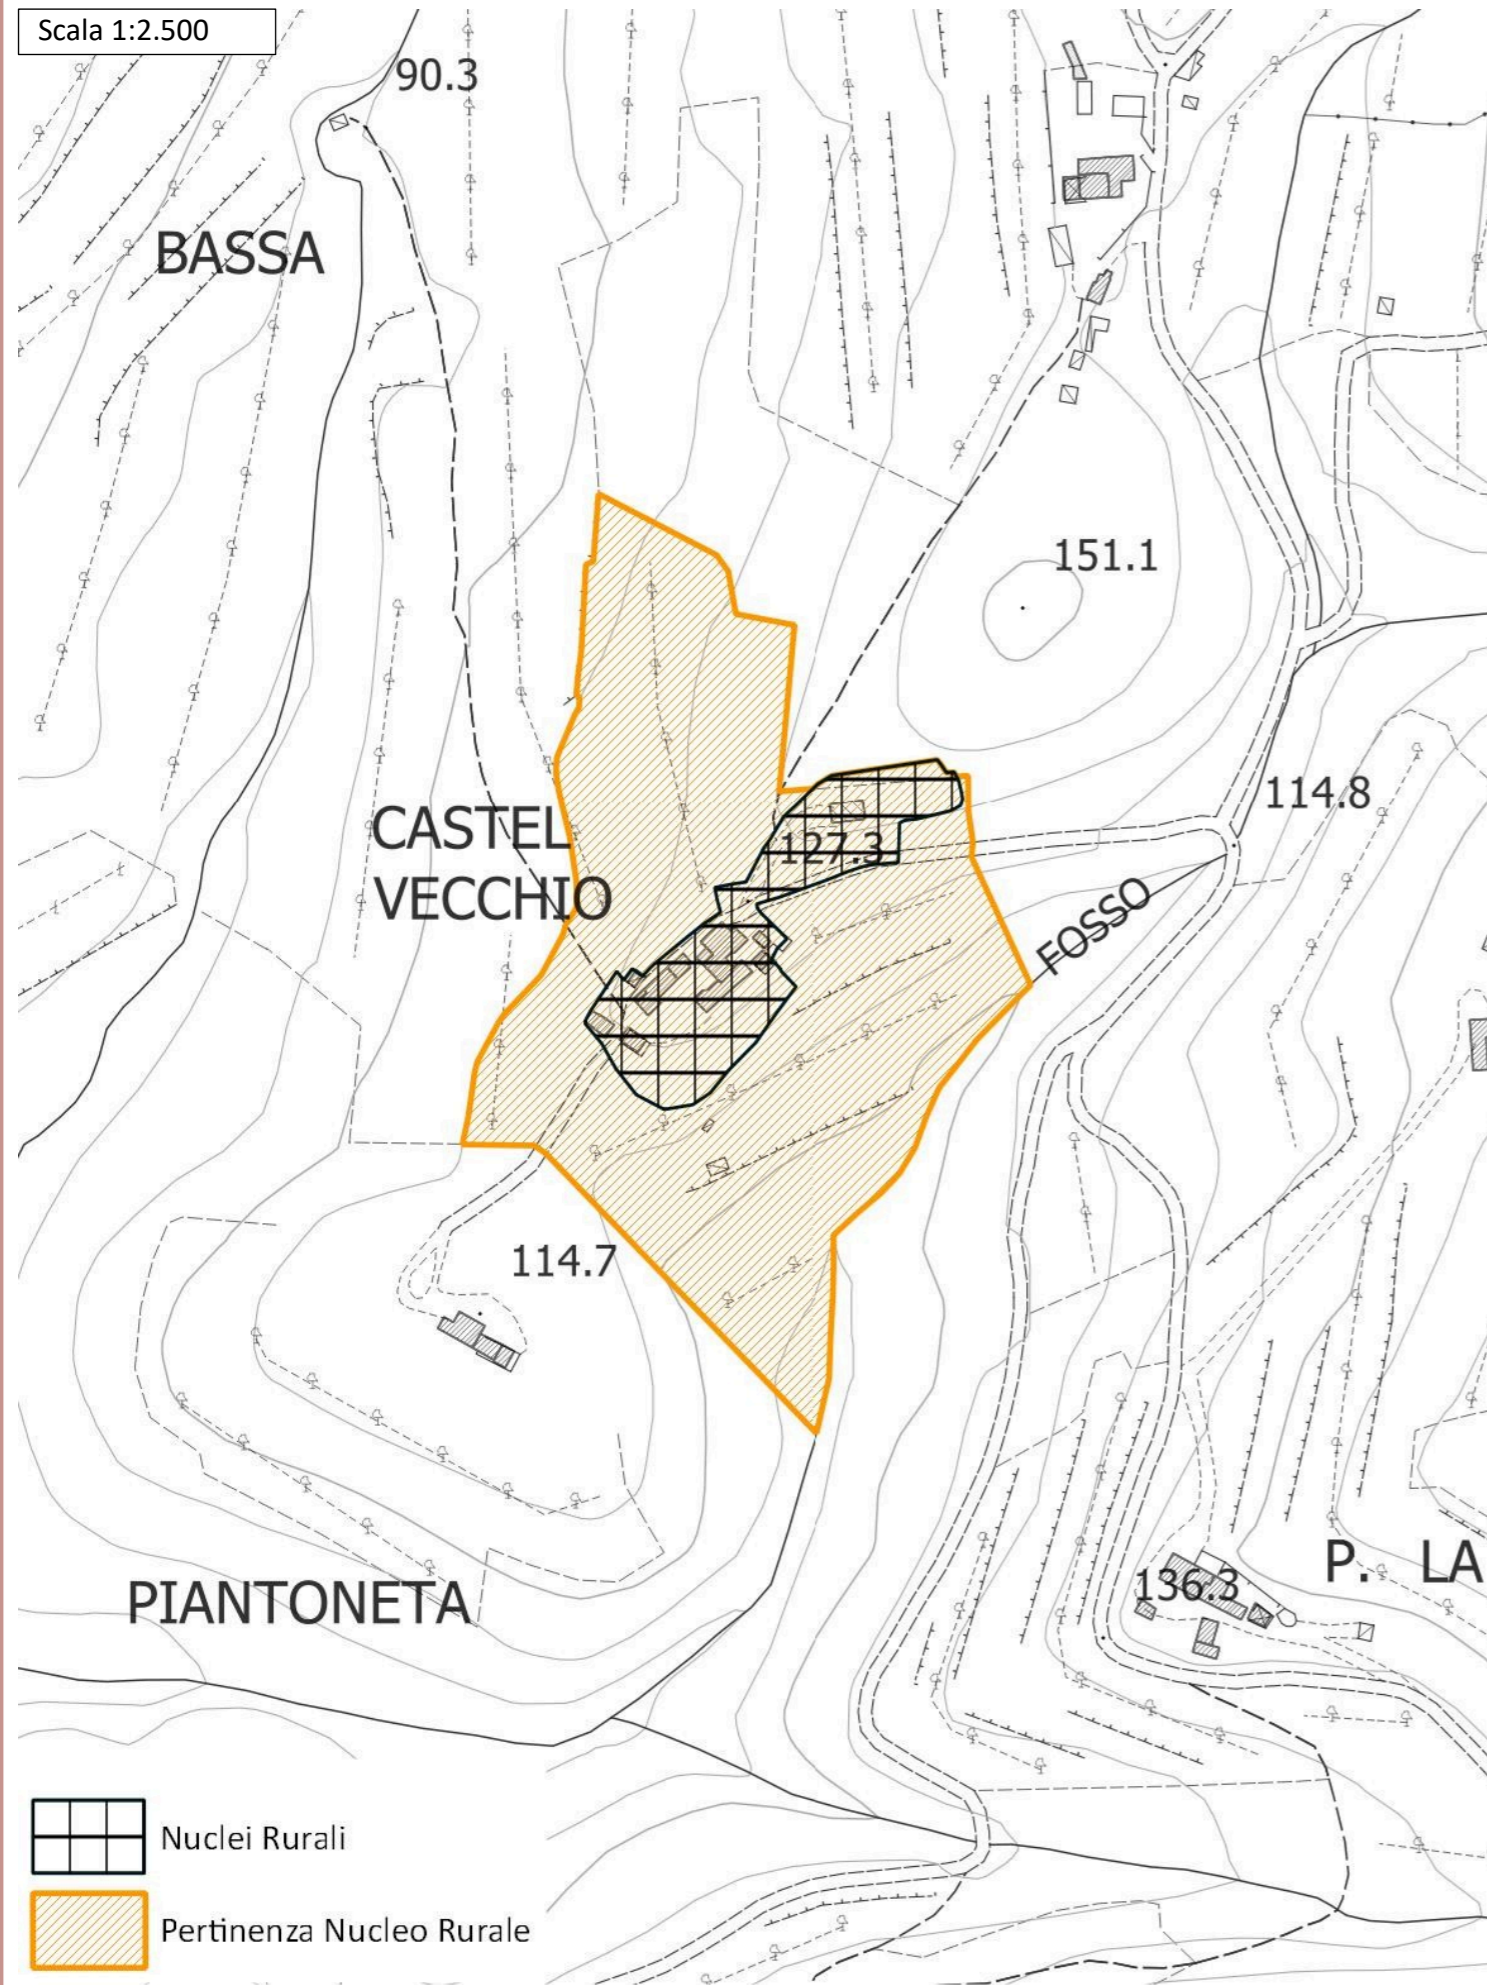 Scala 1:2.500
90.3
BASSA
151.1
114.8
CASTEL
VECCHIO
127.3
FOSSO
114.7
P. LA
136.3
PIANTONETA
Nuclei Rurali
Pertinenza Nucleo Rurale